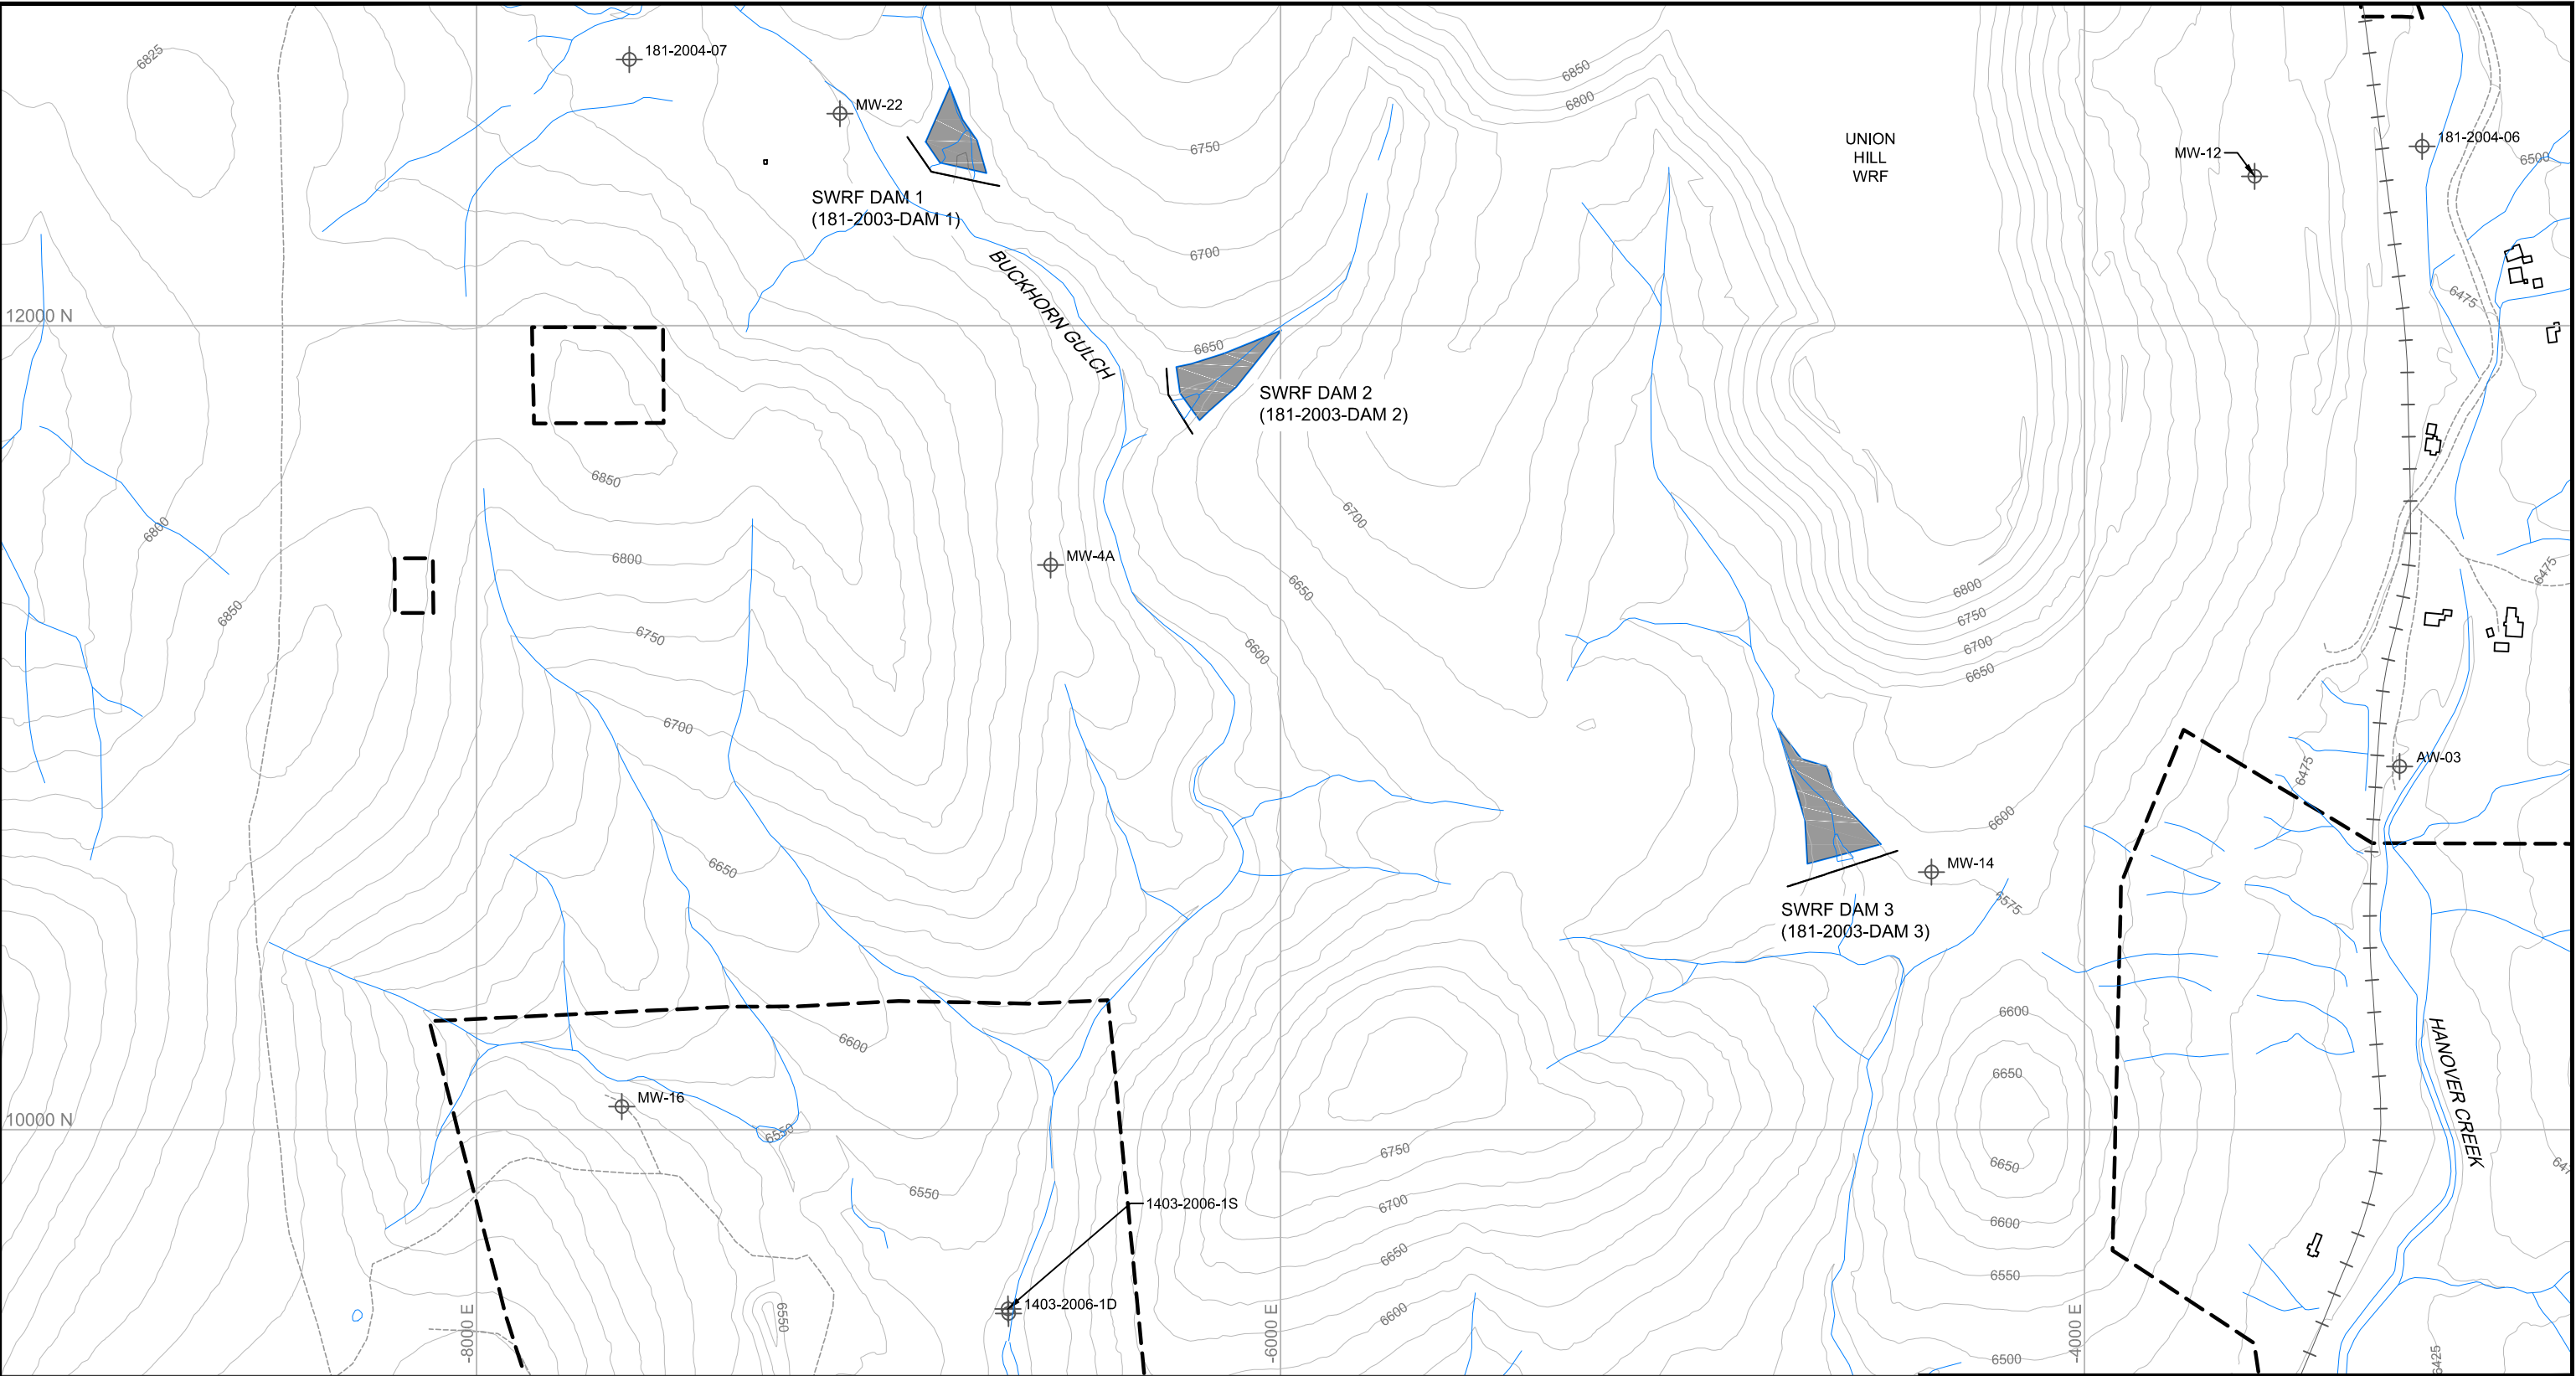 6825
181-2004-07
MW-22
6850
6800
6750
UNION
HILL
WRF
MW-12
181-2004-06
6500
SWRF DAM 1
(181-2003-DAM 1)
BUCKHORN GULCH
6700
6475
12000 N
6650
SWRF DAM 2
(181-2003-DAM 2)
6850
6700
6800
6800
MW-4A
6650
6800
6475
6850
6750
6600
6750
6700
6650
6700
AW-03
6475
6600
6650
MW-14
6575
SWRF DAM 3
(181-2003-DAM 3)
6600
6600
HANOVER CREEK
6650
MW-16
10000 N
6550
6750
6650
6550
1403-2006-1S
6700
6600
6650
6550
1403-2006-1D
6550
6600
-8000 E
-6000 E
-4000 E
6500
6425